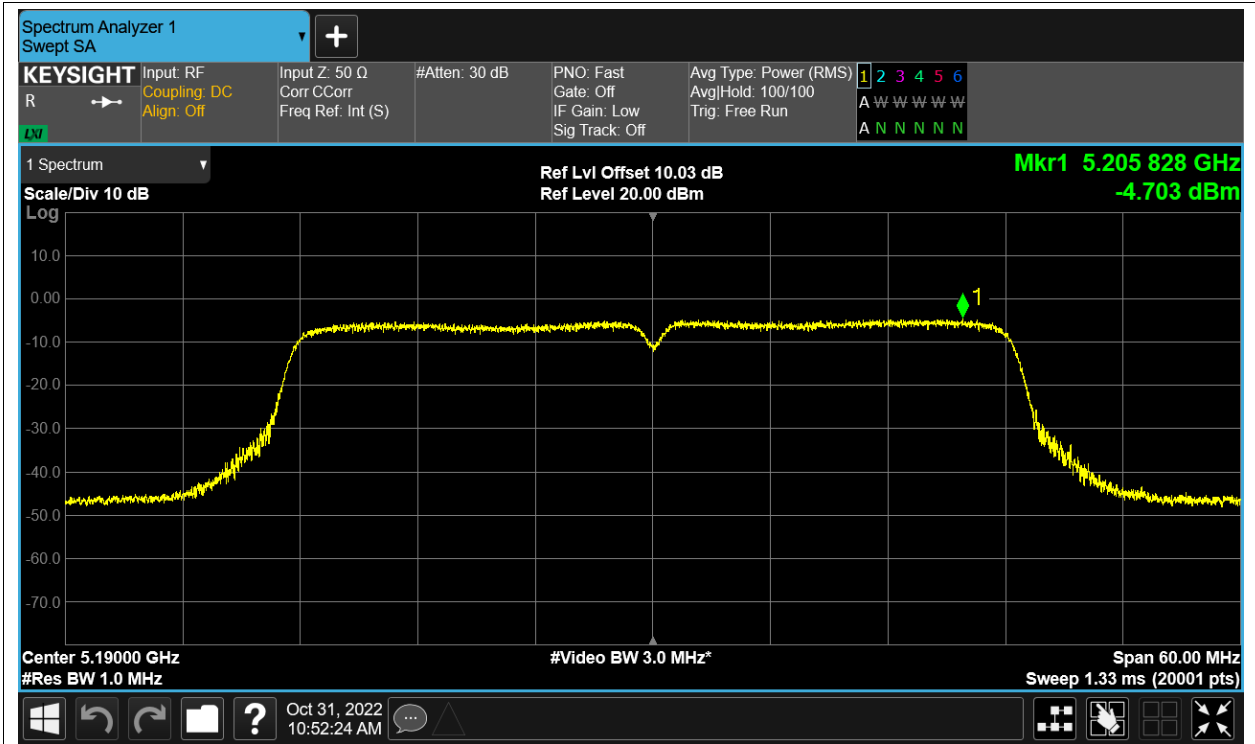 Spectrum Analyzer 1
Swept SA
KEYSIGHT
R
LXI
Input: RF
Coupling: DC
Align: Off
Input Z: 50 Ω
Corr CCorr
Freq Ref: Int (S)
#Atten: 30 dB
PNO: Fast
Gate: Off
IF Gain: Low
Sig Track: Off
Avg Type: Power (RMS)
Avg|Hold: 100/100
Trig: Free Run
1 2 3 4 5 6
A W W W W W
A N N N N N
1 Spectrum
Scale/Div 10 dB
Log
Ref Lvl Offset 10.03 dB
Ref Level 20.00 dBm
Mkr1 5.205 828 GHz
-4.703 dBm
10.0
0.00
1
-10.0
-20.0
-30.0
-40.0
-50.0
-60.0
-70.0
Center 5.19000 GHz
#Video BW 3.0 MHz*
Span 60.00 MHz
#Res BW 1.0 MHz
Sweep 1.33 ms (20001 pts)
?
Oct 31, 2022
10:52:24 AM